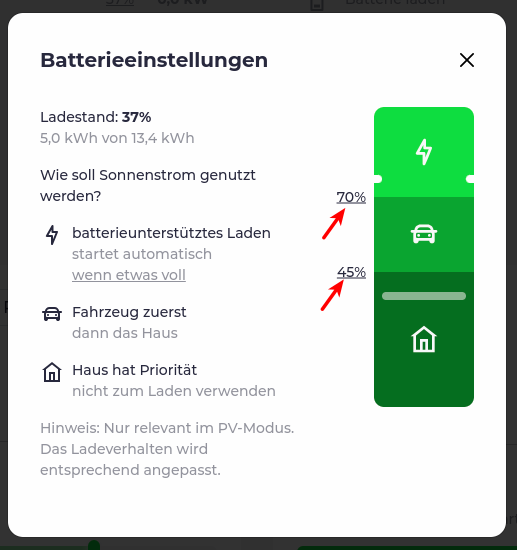 Batterieeinstellungen
Ladestand: 37%
5,0 kWh von 13,4 kWh
Wie soll Sonnenstrom genutzt
werden?
batterieunterstütztes Laden
startet automatisch
wenn etwas voll
Fahrzeug zuerst
dann das Haus
Haus hat Priorität
nicht zum Laden verwenden
Hinweis: Nur relevant im PV-Modus.
Das Ladeverhalten wird
entsprechend angepasst.
70%
45%